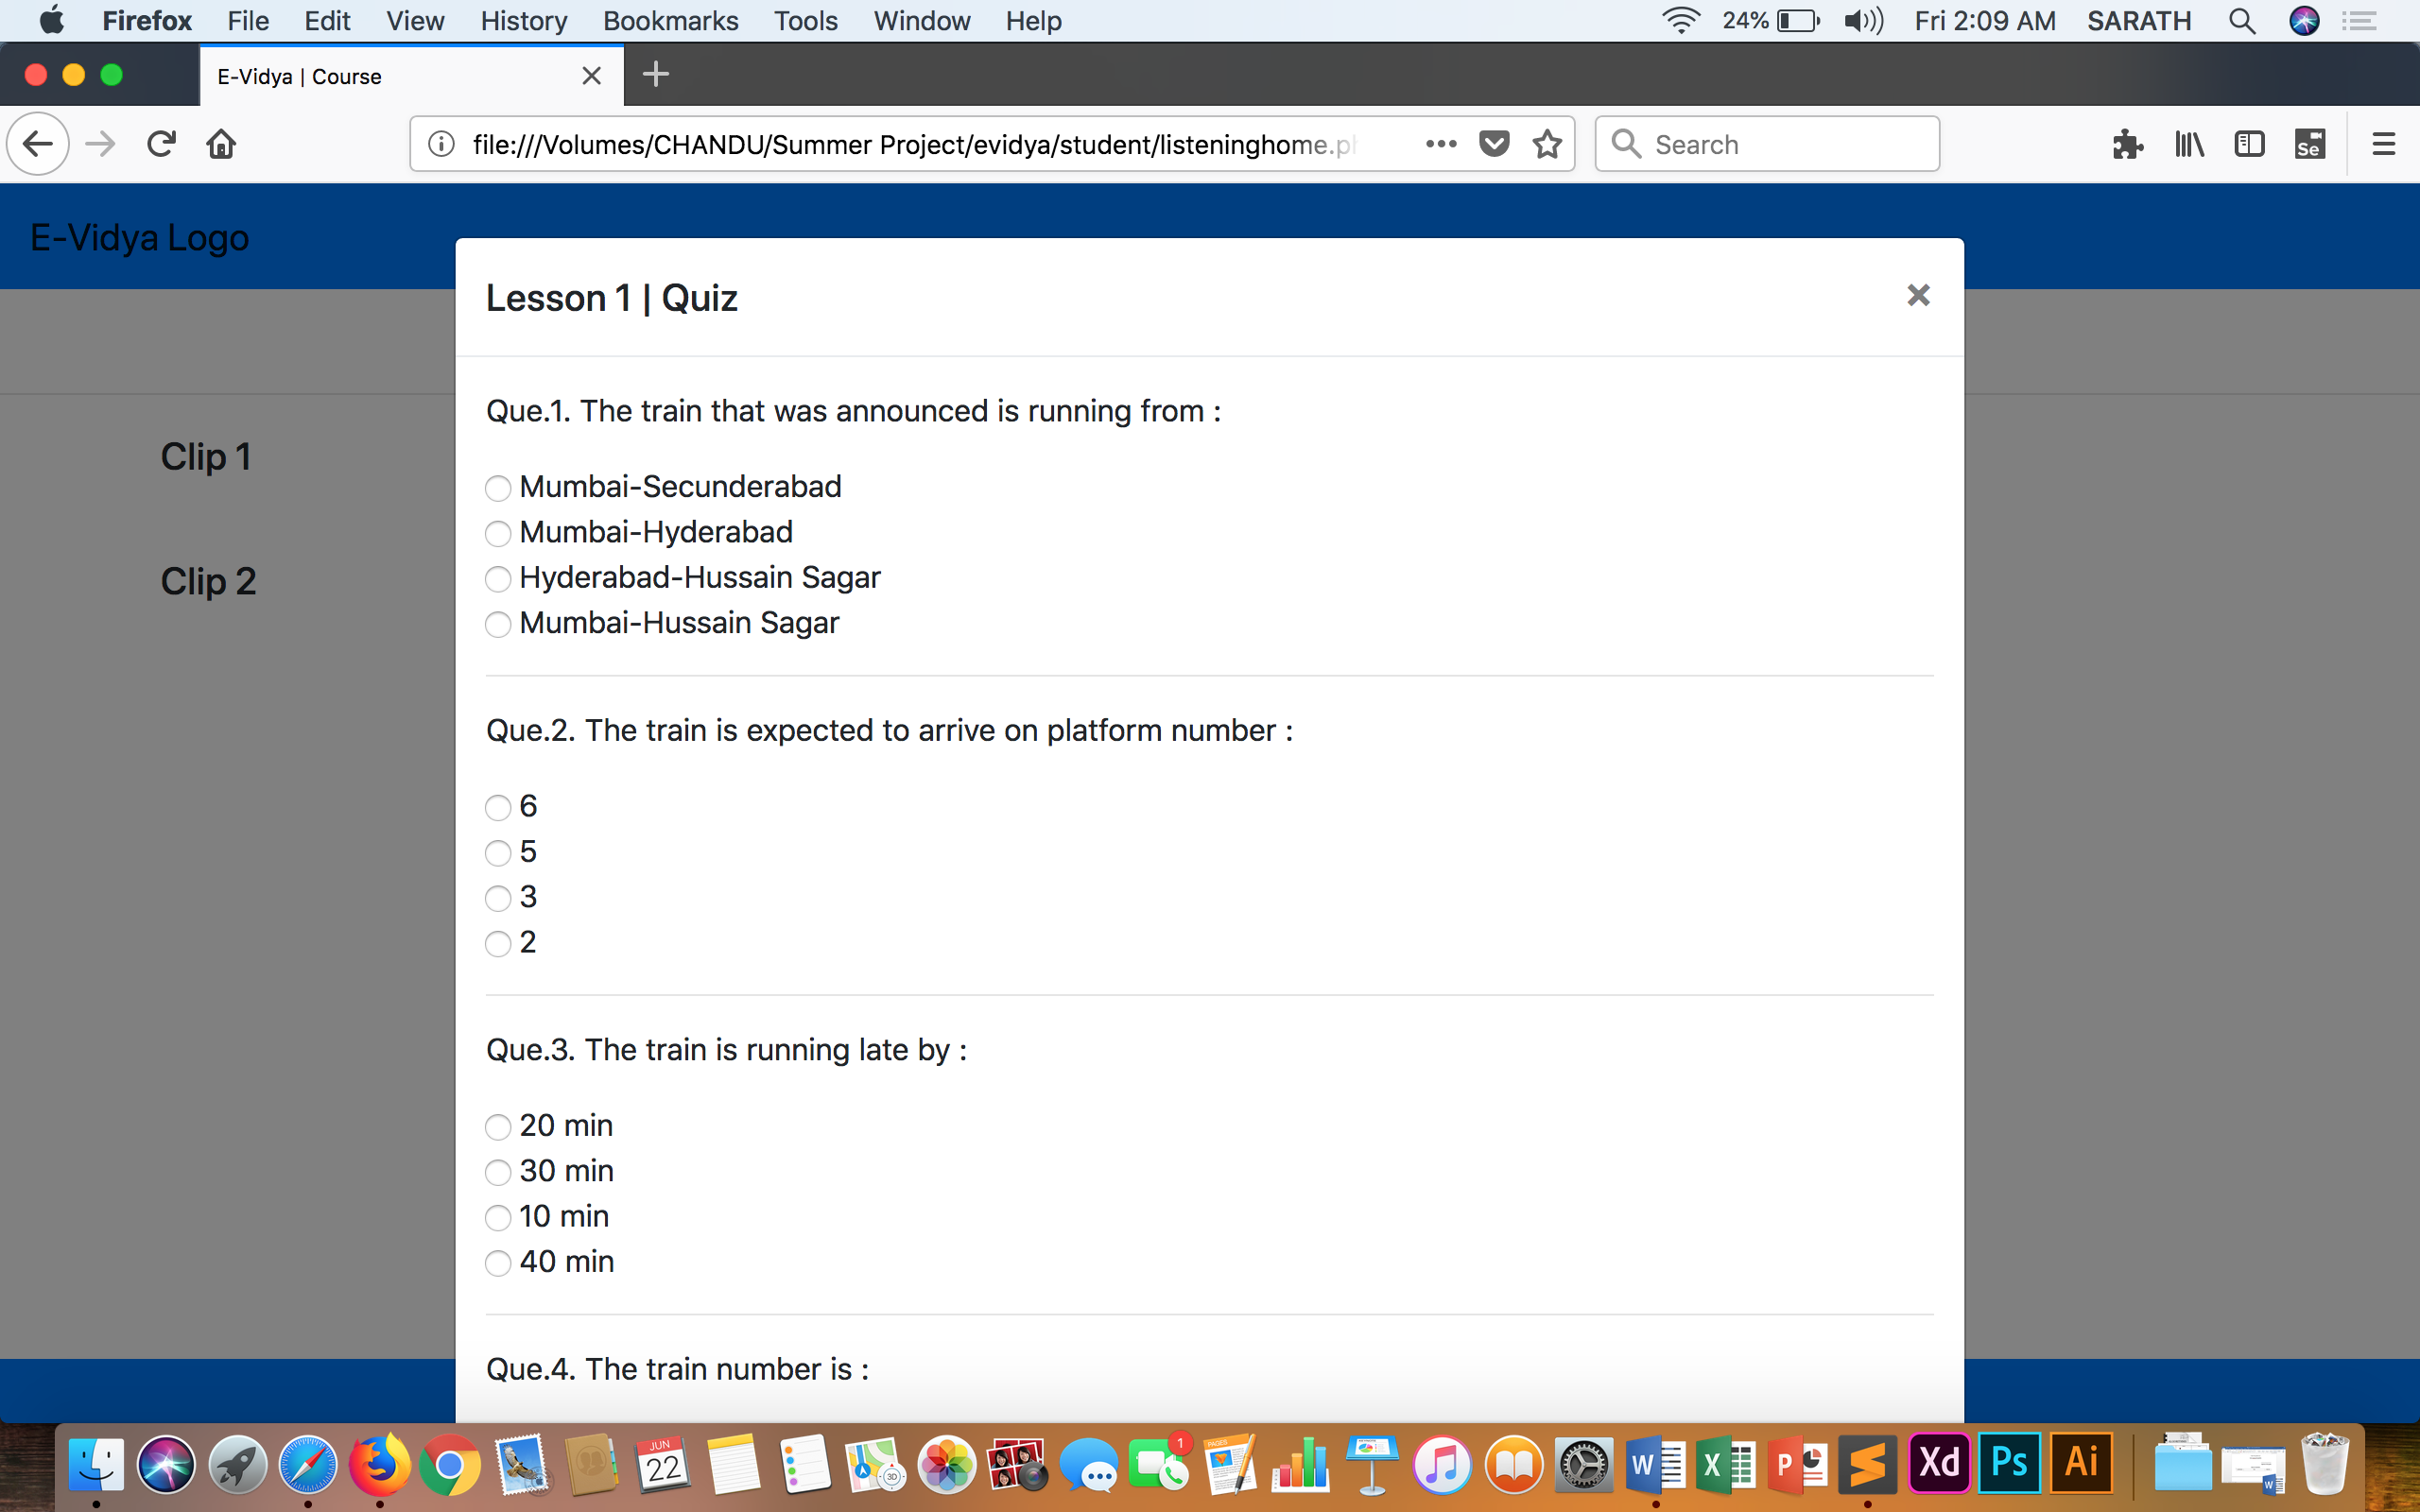 Firefox File Edit View History Bookmarks Tools Window Help 24% Fri 2:09 AM SARATH
E-Vidya | Course
file:///Volumes/CHANDU/Summer Project/evidya/student/listeninghome.ph Search Se
E-Vidya Logo
Lesson 1 | Quiz
Que.1. The train that was announced is running from :
Clip 1
Mumbai-Secunderabad
Mumbai-Hyderabad
Hyderabad-Hussain Sagar
Clip 2
Mumbai-Hussain Sagar
Que.2. The train is expected to arrive on platform number :
6
5
3
2
Que.3. The train is running late by :
20 min
30 min
10 min
40 min
Que.4. The train number is :
JUN
22
3D
1
PAGES
W X P Xd Ps Ai W